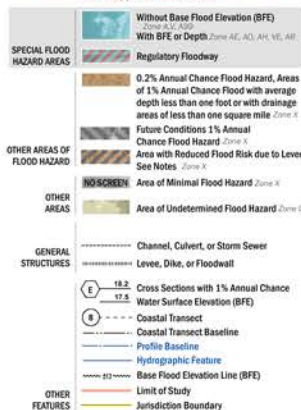 Without Base Flood Elevation (BFE)
Zone A,V, A99
With BFE or Depth Zone AE, AO, AH, VE, AR
SPECIAL FLOOD
HAZARD AREAS
Regulatory Floodway
0.2% Annual Chance Flood Hazard, Areas
of 1% Annual Chance Flood with average
depth less than one foot or with drainage
areas of less than one square mile Zone X
Future Conditions 1% Annual
Chance Flood Hazard Zone X
OTHER AREAS OF
FLOOD HAZARD
Area with Reduced Flood Risk due to Levee
See Notes Zone X
NO SCREEN Area of Minimal Flood Hazard Zone X
OTHER
AREAS
Area of Undetermined Flood Hazard Zone D
GENERAL
STRUCTURES
Channel, Culvert, or Storm Sewer
Levee, Dike, or Floodwall
E 18.2 Cross Sections with 1% Annual Chance
17.5 Water Surface Elevation (BFE)
8 Coastal Transect
Coastal Transect Baseline
Profile Baseline
Hydrographic Feature
513 Base Flood Elevation Line (BFE)
OTHER
FEATURES
Limit of Study
Jurisdiction Boundary